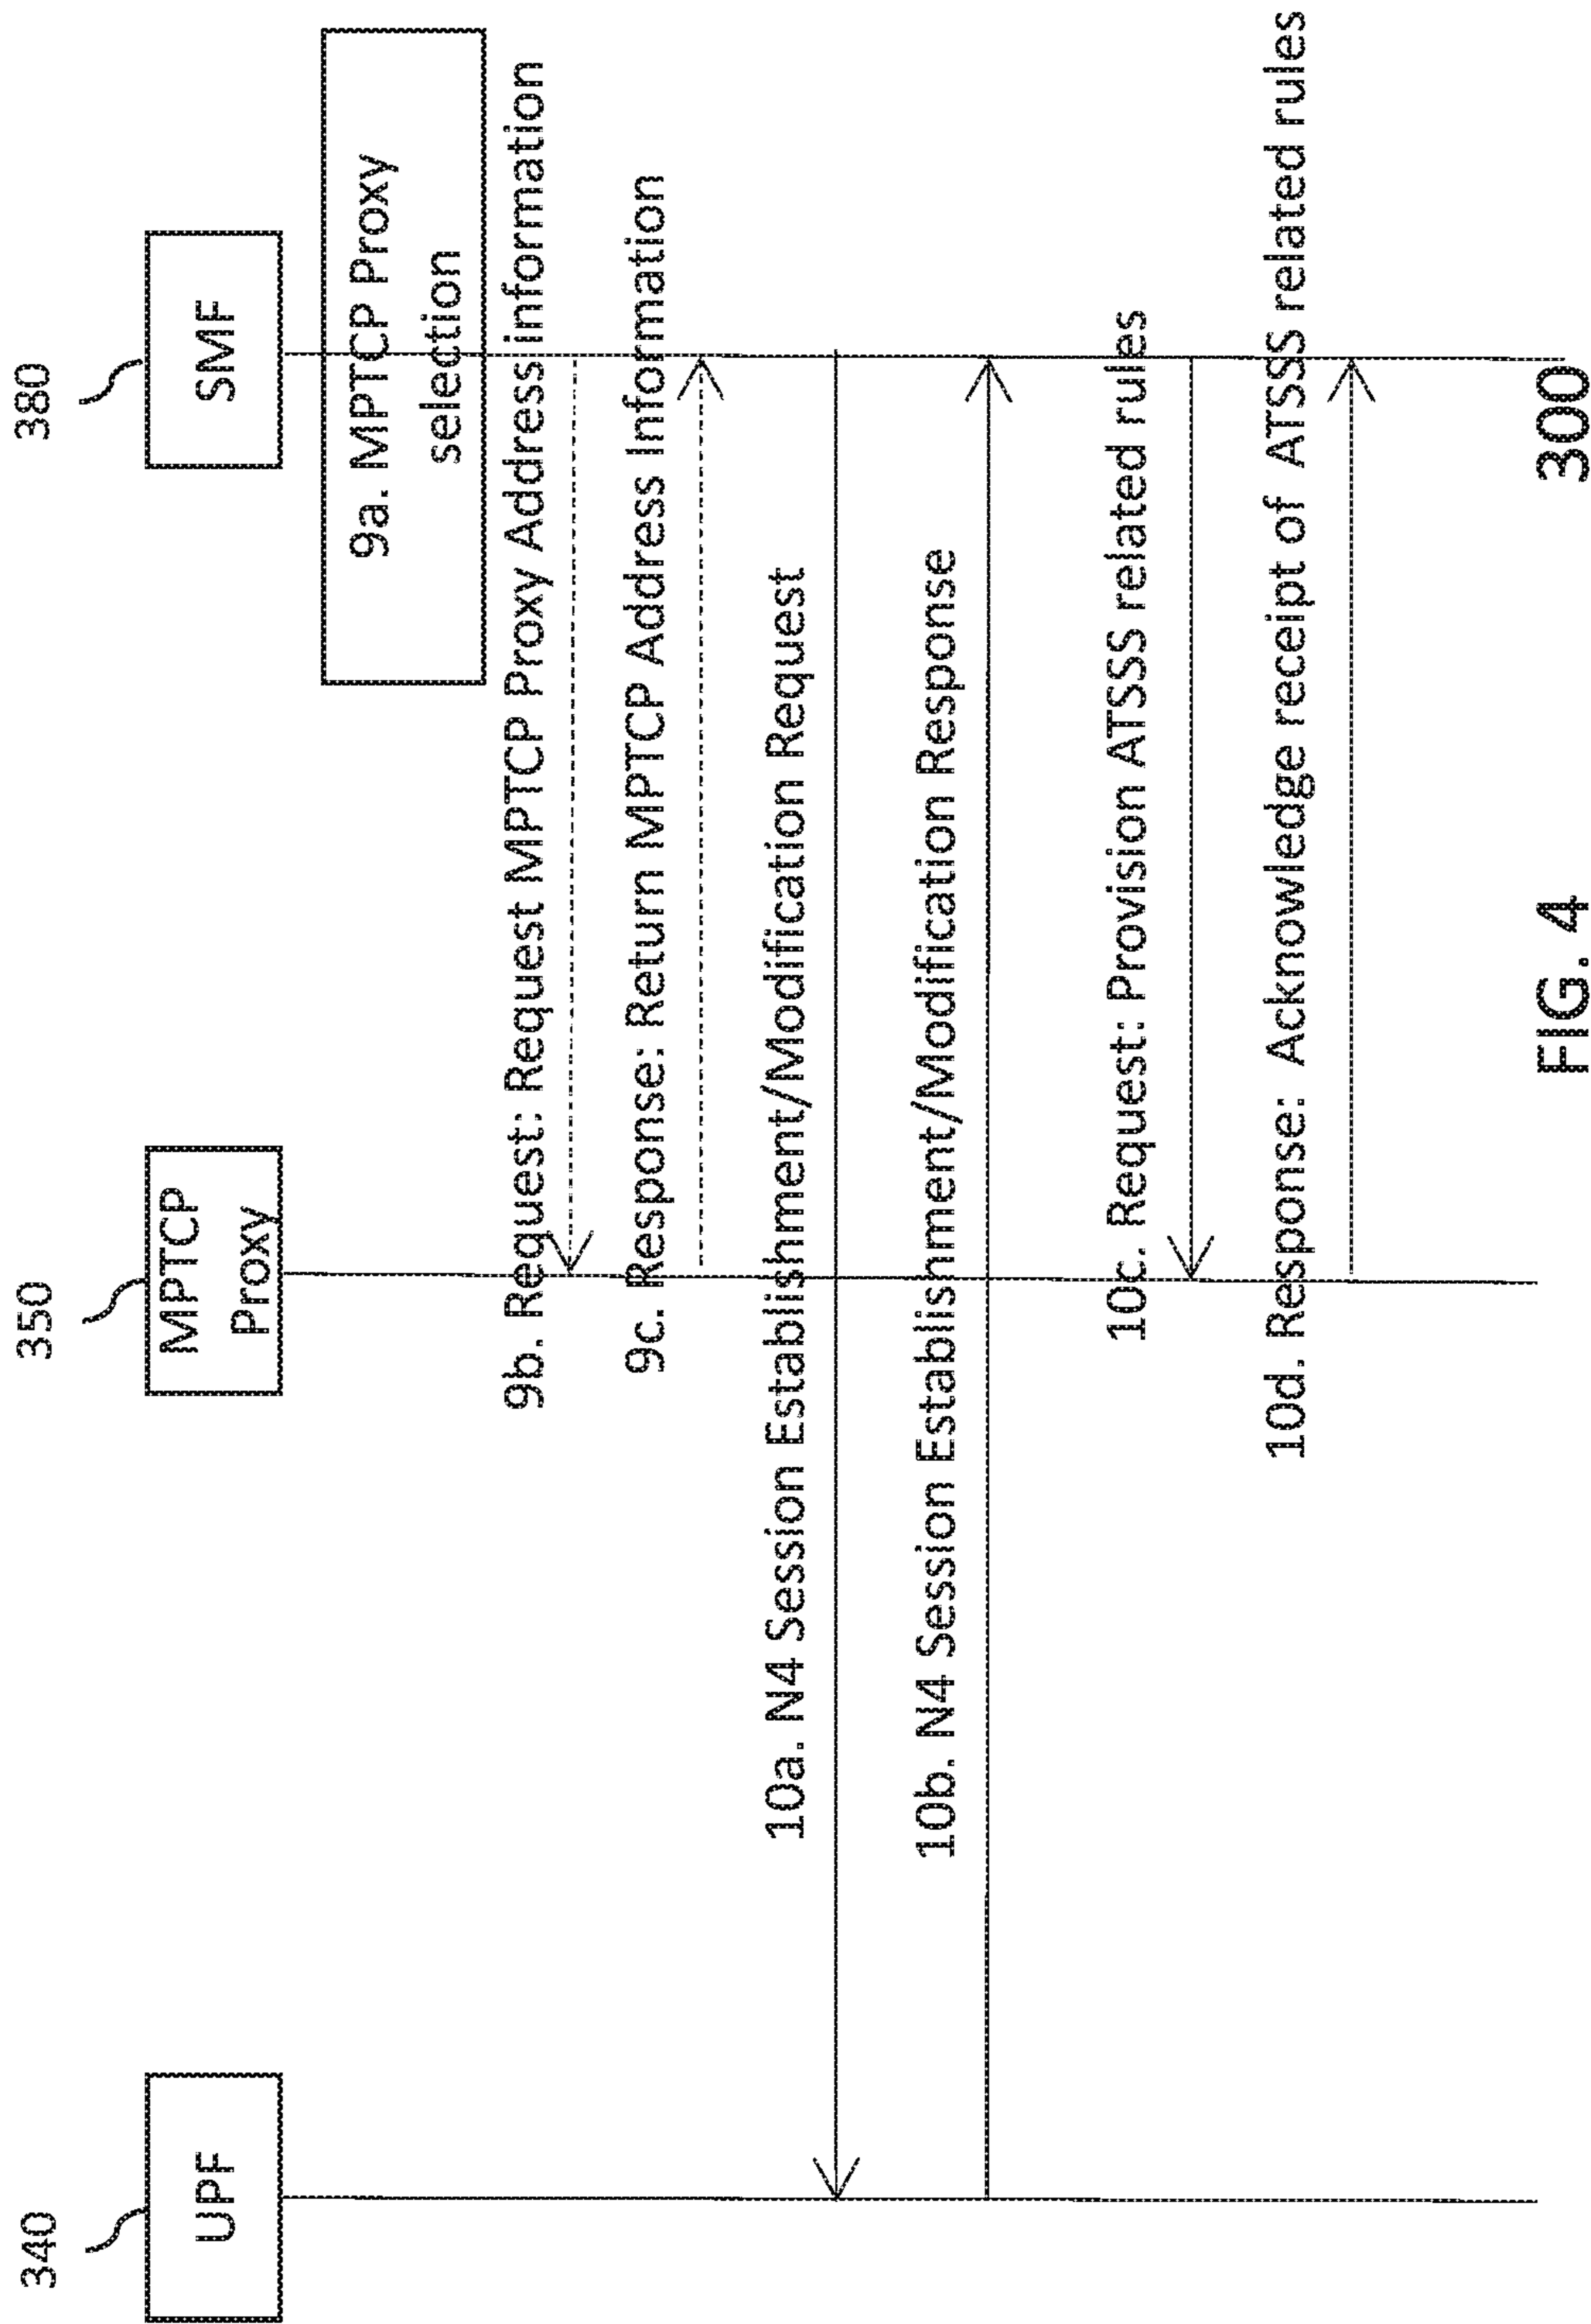 340
350
380
UPF
MPTCP
Proxy
SMF
9a. MPTCP Proxy
selection
9b. Request: Request MPTCP Proxy Address information
9c. Response: Return MPTCP Address Information
10a. N4 Session Establishment/Modification Request
10b. N4 Session Establishment/Modification Response
10c. Request: Provision ATSSS related rules
10d. Response: Acknowledge receipt of ATSSS related rules
FIG. 4
300